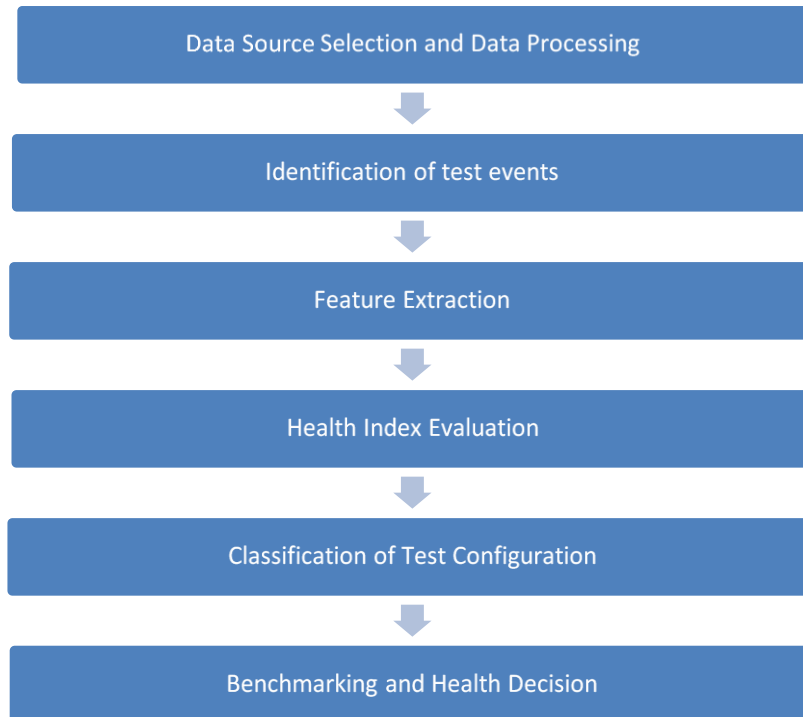 Data Source Selection and Data Processing
Identification of test events
Feature Extraction
Health Index Evaluation
Classification of Test Configuration
Benchmarking and Health Decision